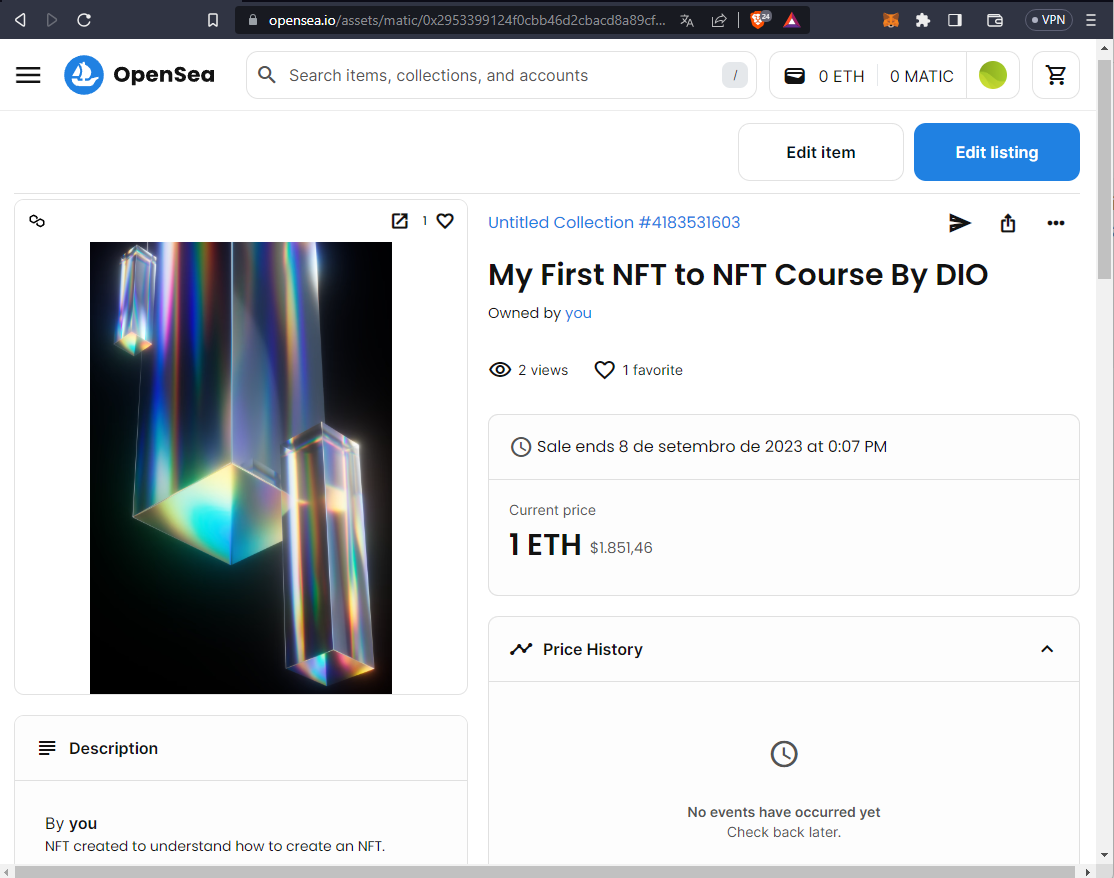 opensea.io/assets/matic/0x2953399124f0cbb46d2cbacd8a89cf...
24
VPN
OpenSea
Search items, collections, and accounts
/
0 ETH
0 MATIC
Edit item
Edit listing
1
Untitled Collection #4183531603
My First NFT to NFT Course By DIO
Owned by you
2 views
1 favorite
Sale ends 8 de setembro de 2023 at 0:07 PM
Current price
1 ETH $1.851,46
Price History
No events have occurred yet
Check back later.
Description
By you
NFT created to understand how to create an NFT.